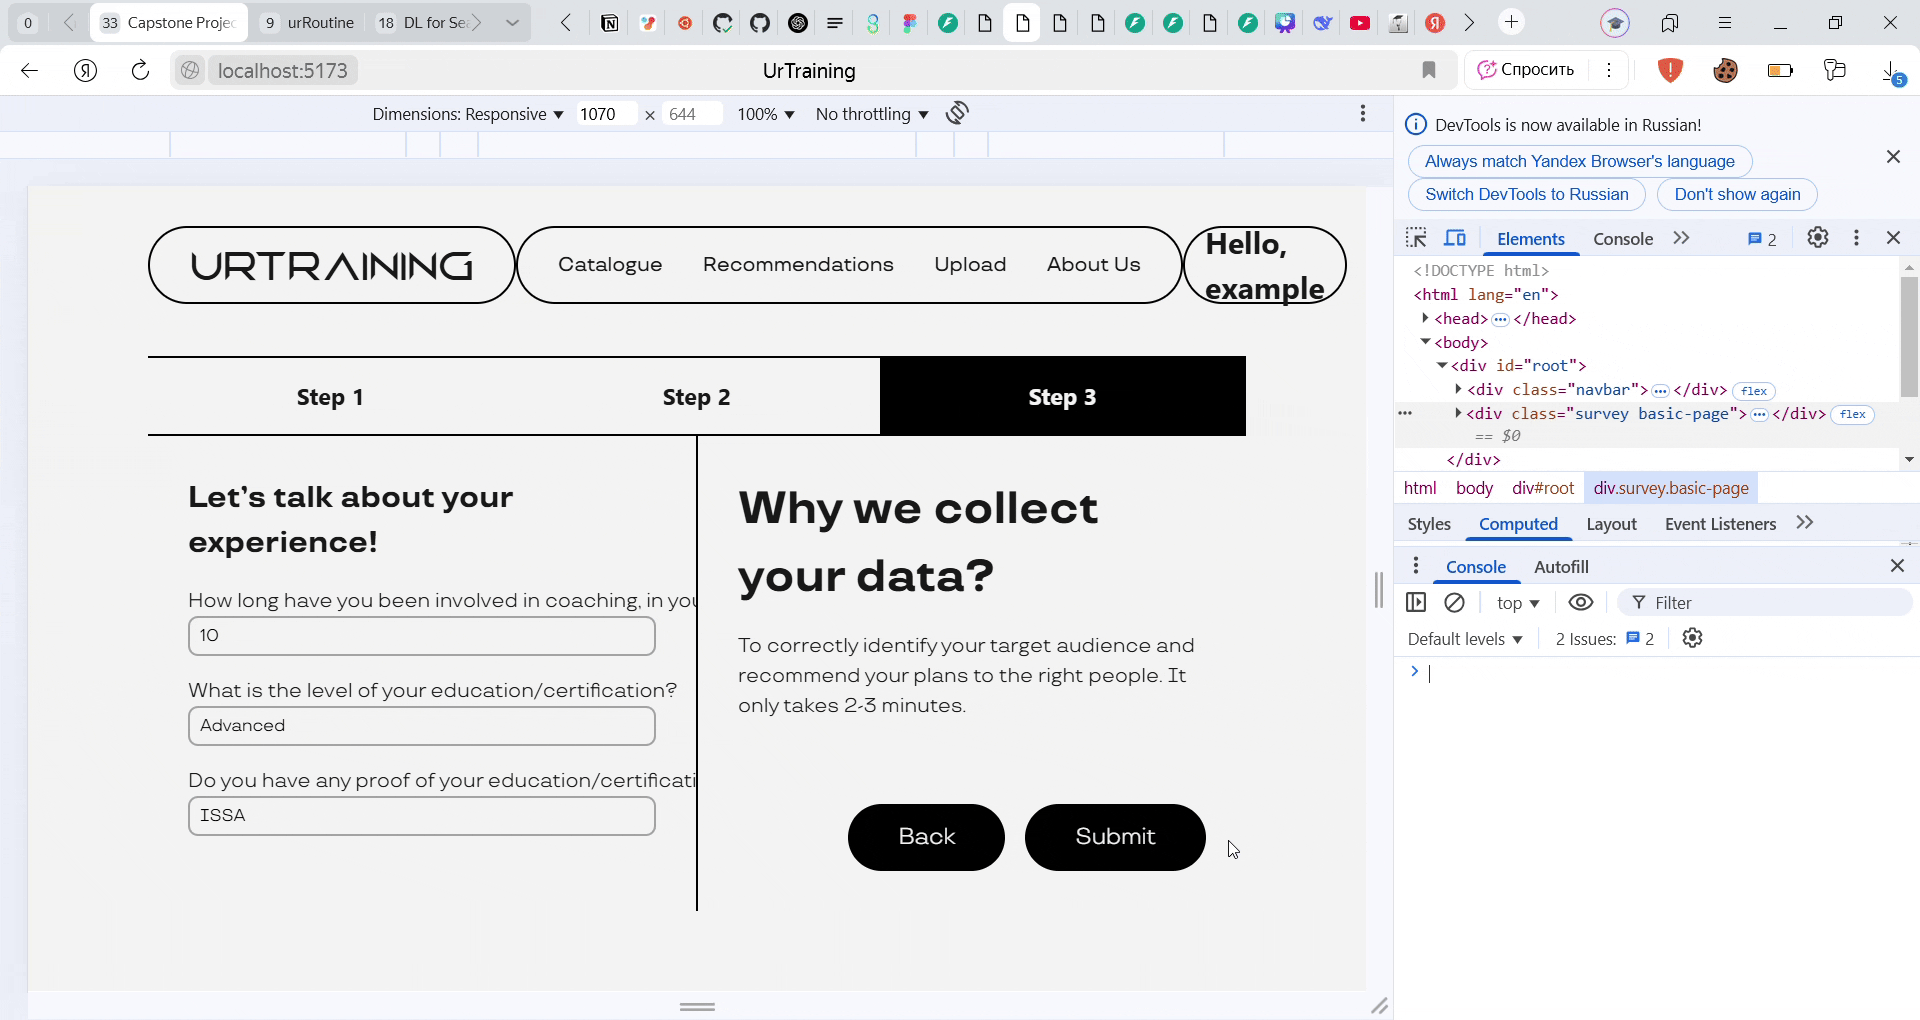 0
33 Capstone Projec
9 urRoutine
18 DL for Se
localhost:5173
UrTraining
Спросить
5
Dimensions: Responsive 1070 × 644 100% No throttling
DevTools is now available in Russian!
Always match Yandex Browser's language
Switch DevTools to Russian
Don't show again
Elements Console 2
<!DOCTYPE html>
<html lang="en">
<head> </head>
<body>
<div id="root">
<div class="navbar"> </div> flex
<div class="survey basic-page"> </div> flex
== $0
</div>
html body div#root div.survey.basic-page
Styles Computed Layout Event Listeners
Console Autofill
top Filter
Default levels 2 Issues: 2
URTRAINING
Catalogue Recommendations Upload About Us
Hello,
example
Step 1 Step 2 Step 3
Let's talk about your
experience!
How long have you been involved in coaching, in you
10
What is the level of your education/certification?
Advanced
Do you have any proof of your education/certificati
ISSA
Why we collect
your data?
To correctly identify your target audience and
recommend your plans to the right people. It
only takes 2-3 minutes.
Back Submit